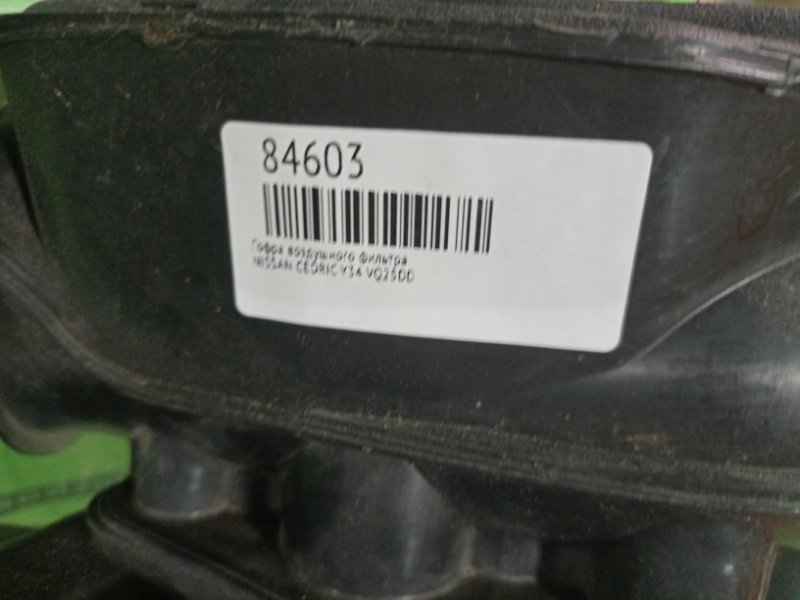 84603
Гофра воздушного фильтра
NISSAN CEDRIC Y34 VQ25DD